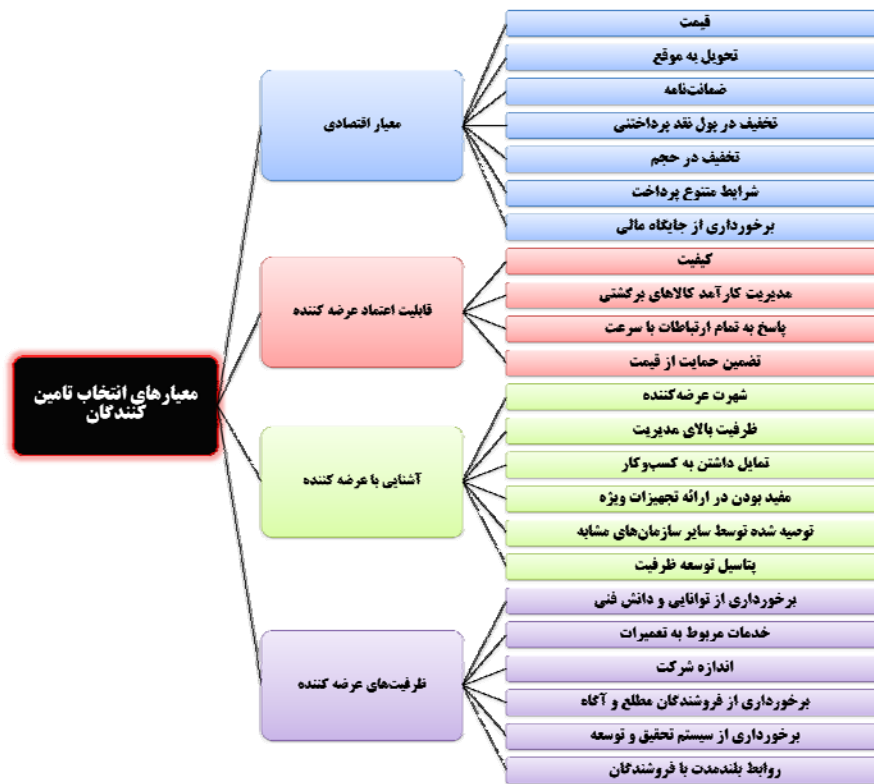 معیارهای انتخاب تامین
کنندگان
معیار اقتصادی
قیمت
تحویل به موقع
ضمانت‌نامه
تخفیف در پول نقد پرداختنی
تخفیف در حجم
شرایط متنوع پرداخت
برخورداری از جایگاه مالی
قابلیت اعتماد عرضه کننده
کیفیت
مدیریت کارآمد کالاهای برگشتی
پاسخ به تمام ارتباطات با سرعت
تضمین حمایت از قیمت
آشنایی با عرضه کننده
شهرت عرضه‌کننده
ظرفیت بالای مدیریت
تمایل داشتن به کسب‌وکار
مفید بودن در ارائه تجهیزات ویژه
توصیه شده توسط سایر سازمان‌های مشابه
پتاسیل توسعه ظرفیت
ظرفیت‌های عرضه کننده
برخورداری از توانایی و دانش فنی
خدمات مربوط به تعمیرات
اندازه شرکت
برخورداری از فروشندگان مطلع و آگاه
برخورداری از سیستم تحقیق و توسعه
روابط بلندمدت با فروشندگان